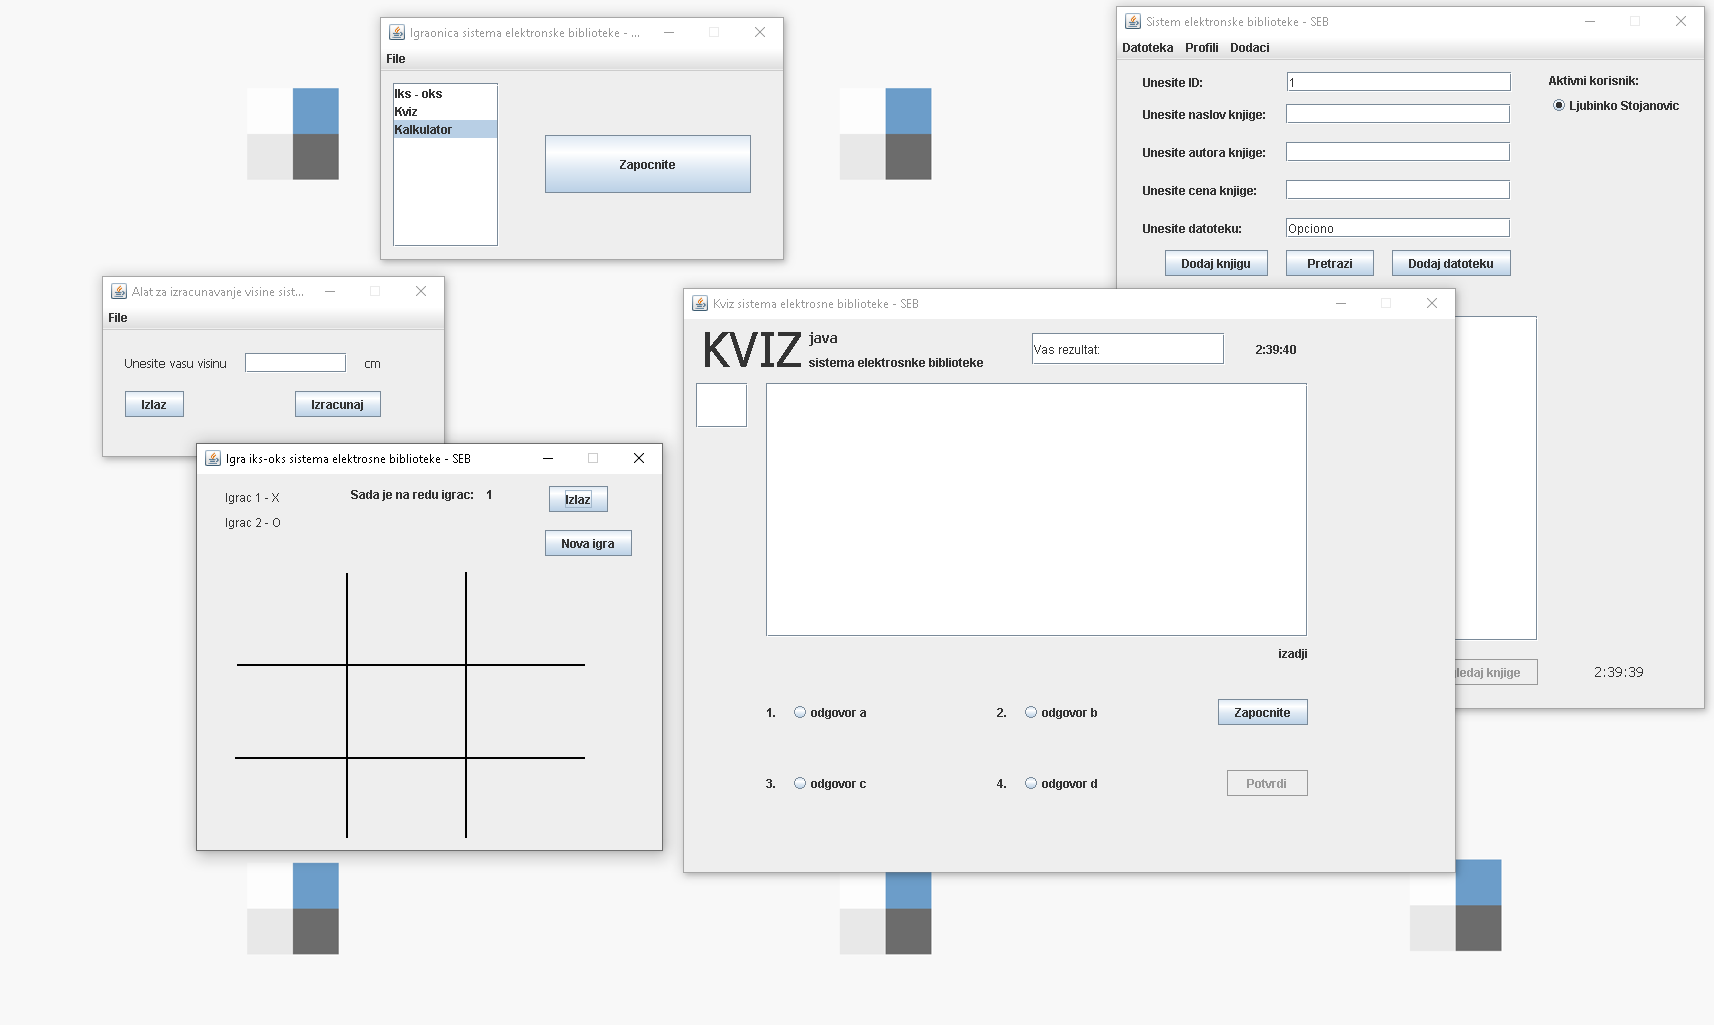 Igraonica sistema elektronske biblioteke - ...
File
Iks - oks
Kviz
Kalkulator
Zapocnite
Sistem elektronske biblioteke - SEB
Datoteka Profili Dodaci
Unesite ID: 1
Aktivni korisnik:
Ljubinko Stojanovic
Unesite naslov knjige:
Unesite autora knjige:
Unesite cena knjige:
Unesite datoteku: Opciono
Dodaj knjigu Pretrazi Dodaj datoteku
ledaj knjige 2:39:39
Alat za izracunavanje visine sist...
File
Unesite vasu visinu cm
Izlaz Izracunaj
Kviz sistema elektrosne biblioteke - SEB
KVIZ java
sistema elektrosnke biblioteke
Vas rezultat: 2:39:40
izadji
1. odgovor a 2. odgovor b Zapocnite
3. odgovor c 4. odgovor d Potvrdi
Igra iks-oks sistema elektrosne biblioteke - SEB
Igrac 1 - X Sada je na redu igrac: 1 Izlaz
Igrac 2 - O
Nova igra